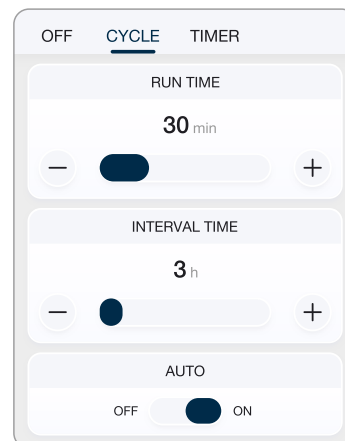 OFF CYCLE TIMER
RUN TIME
30 min
− +
INTERVAL TIME
3 h
− +
AUTO
OFF ON